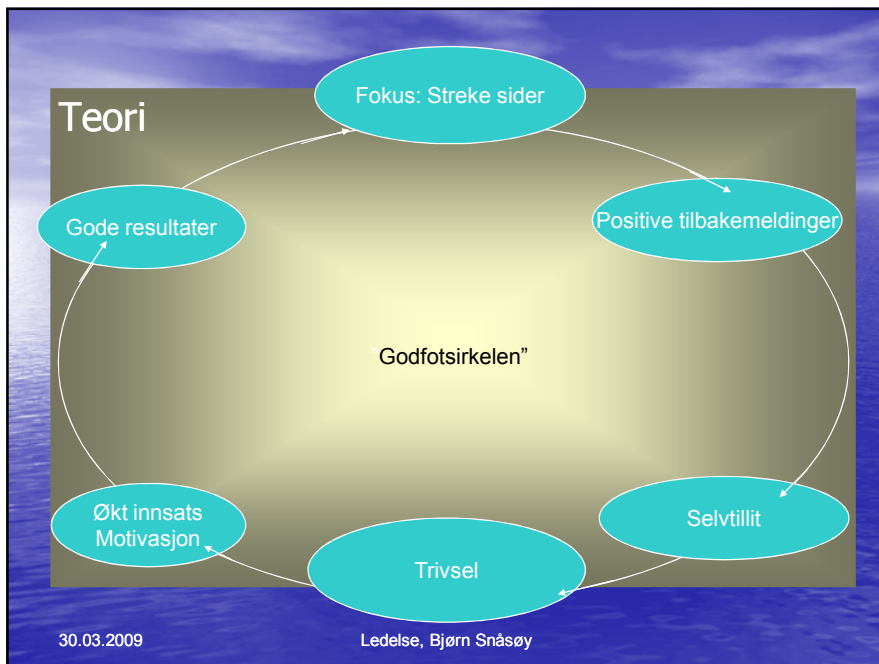 Teori
Fokus: Streke sider
Positive tilbakemeldinger
Selvtillit
Trivsel
Økt innsats
Motivasjon
Gode resultater
"Godfotsirkelen”
30.03.2009
Ledelse, Bjørn Snåsøy